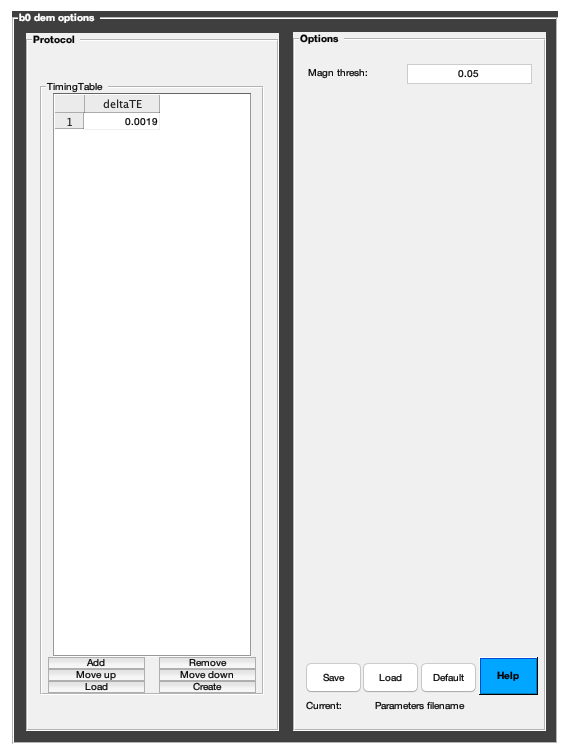 b0 dem options
Protocol
TimingTable
deltaTE
1 0.0019
Add Remove
Move up Move down
Load Create
Options
Magn thresh: 0.05
Save Load Default Help
Current: Parameters filename